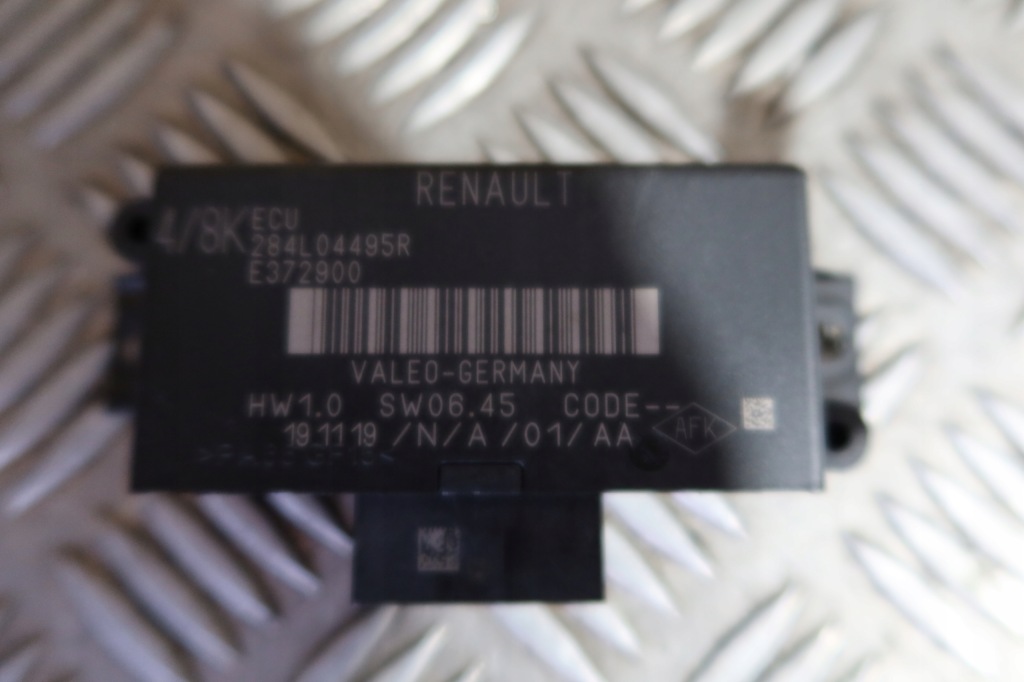 RENAULT
4/8K
ECU
284L04495R
E372900
VALEO-GERMANY
HW1.0 SW06.45 CODE--
19.11.19 /N/A/01/AA
AFK